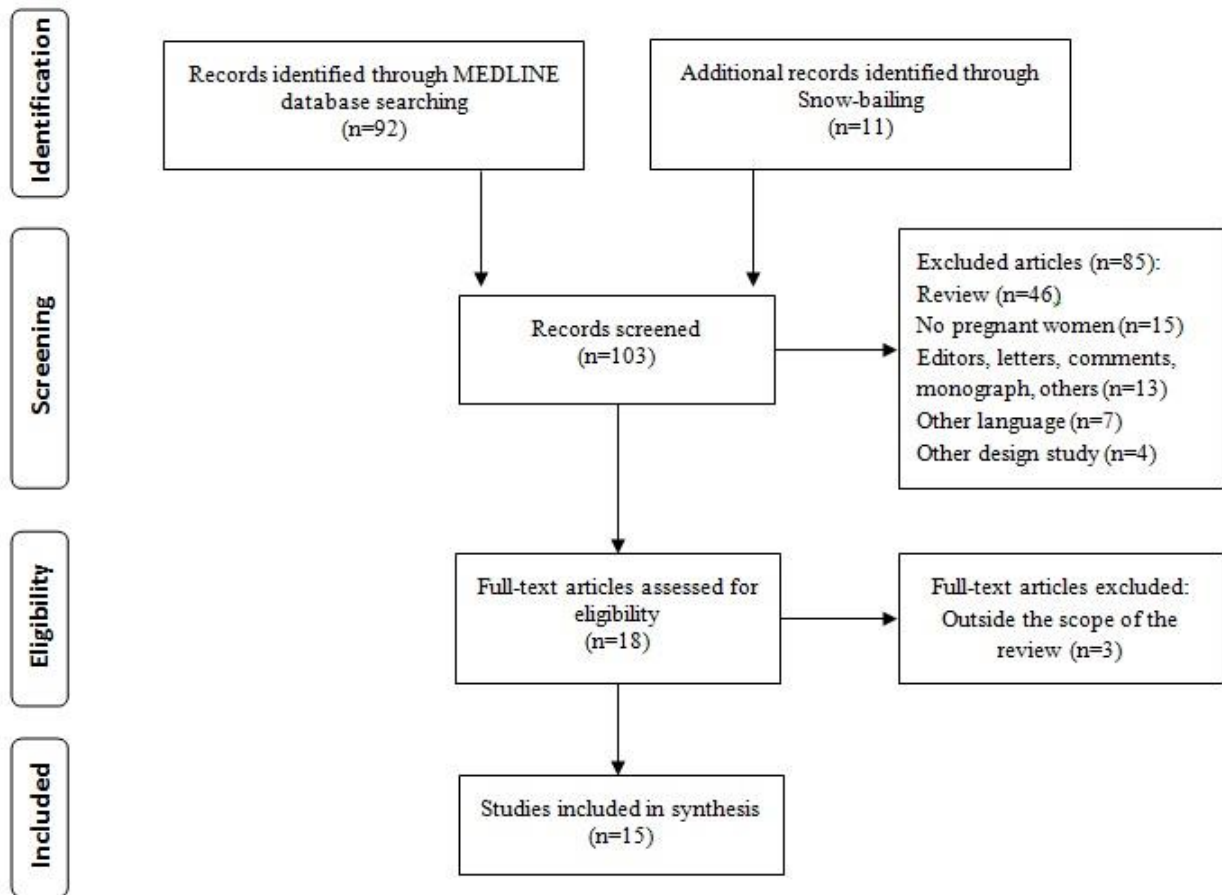 Identification
Records identified through MEDLINE
database searching
(n=92)
Additional records identified through
Snow-bailing
(n=11)
Screening
Records screened
(n=103)
Excluded articles (n=85):
Review (n=46)
No pregnant women (n=15)
Editors, letters, comments,
monograph, others (n=13)
Other language (n=7)
Other design study (n=4)
Eligibility
Full-text articles assessed for
eligibility
(n=18)
Full-text articles excluded:
Outside the scope of the
review (n=3)
Included
Studies included in synthesis
(n=15)